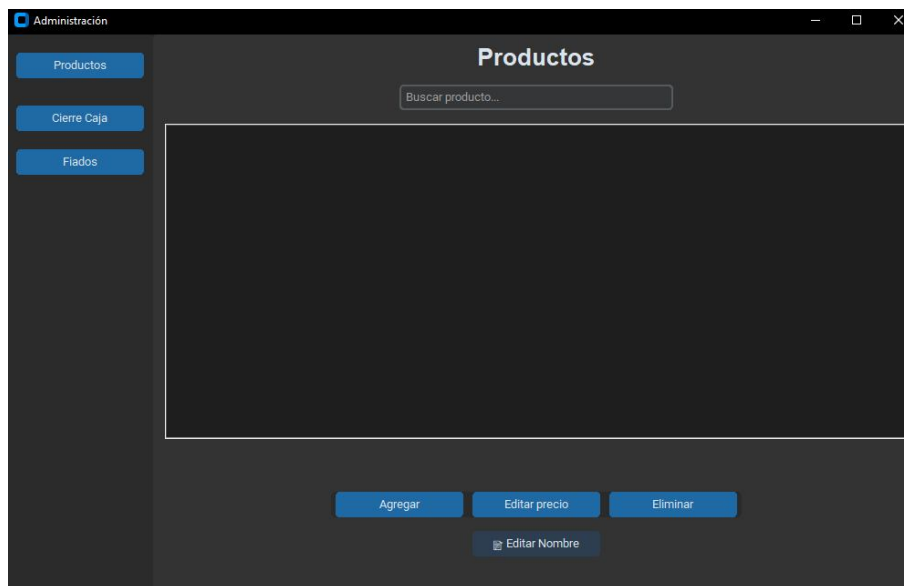 Administración
Productos
Cierre Caja
Fiados
Productos
Buscar producto...
Agregar
Editar precio
Eliminar
Editar Nombre